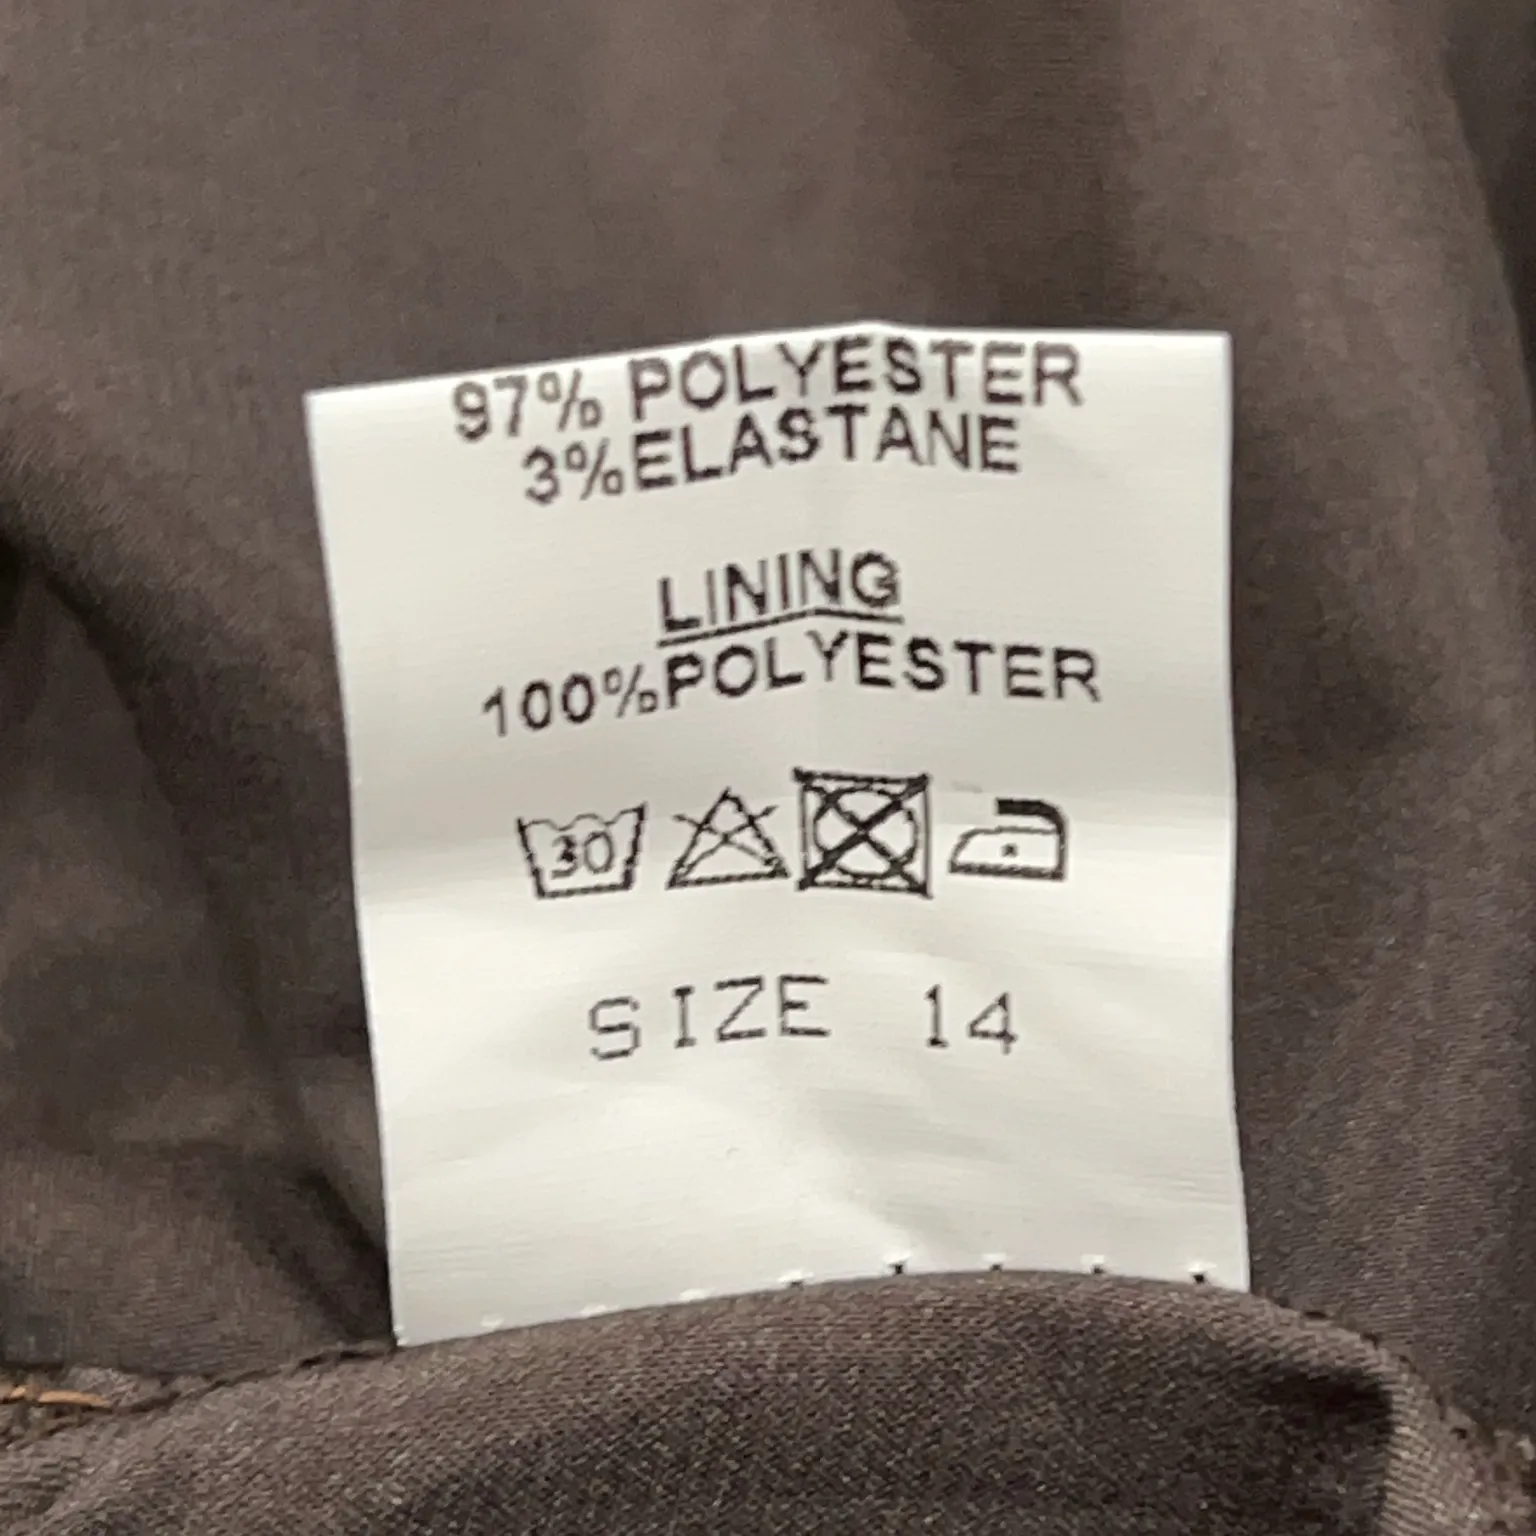 97% POLYESTER
3%ELASTANE
LINING
100%POLYESTER
30
SIZE 14